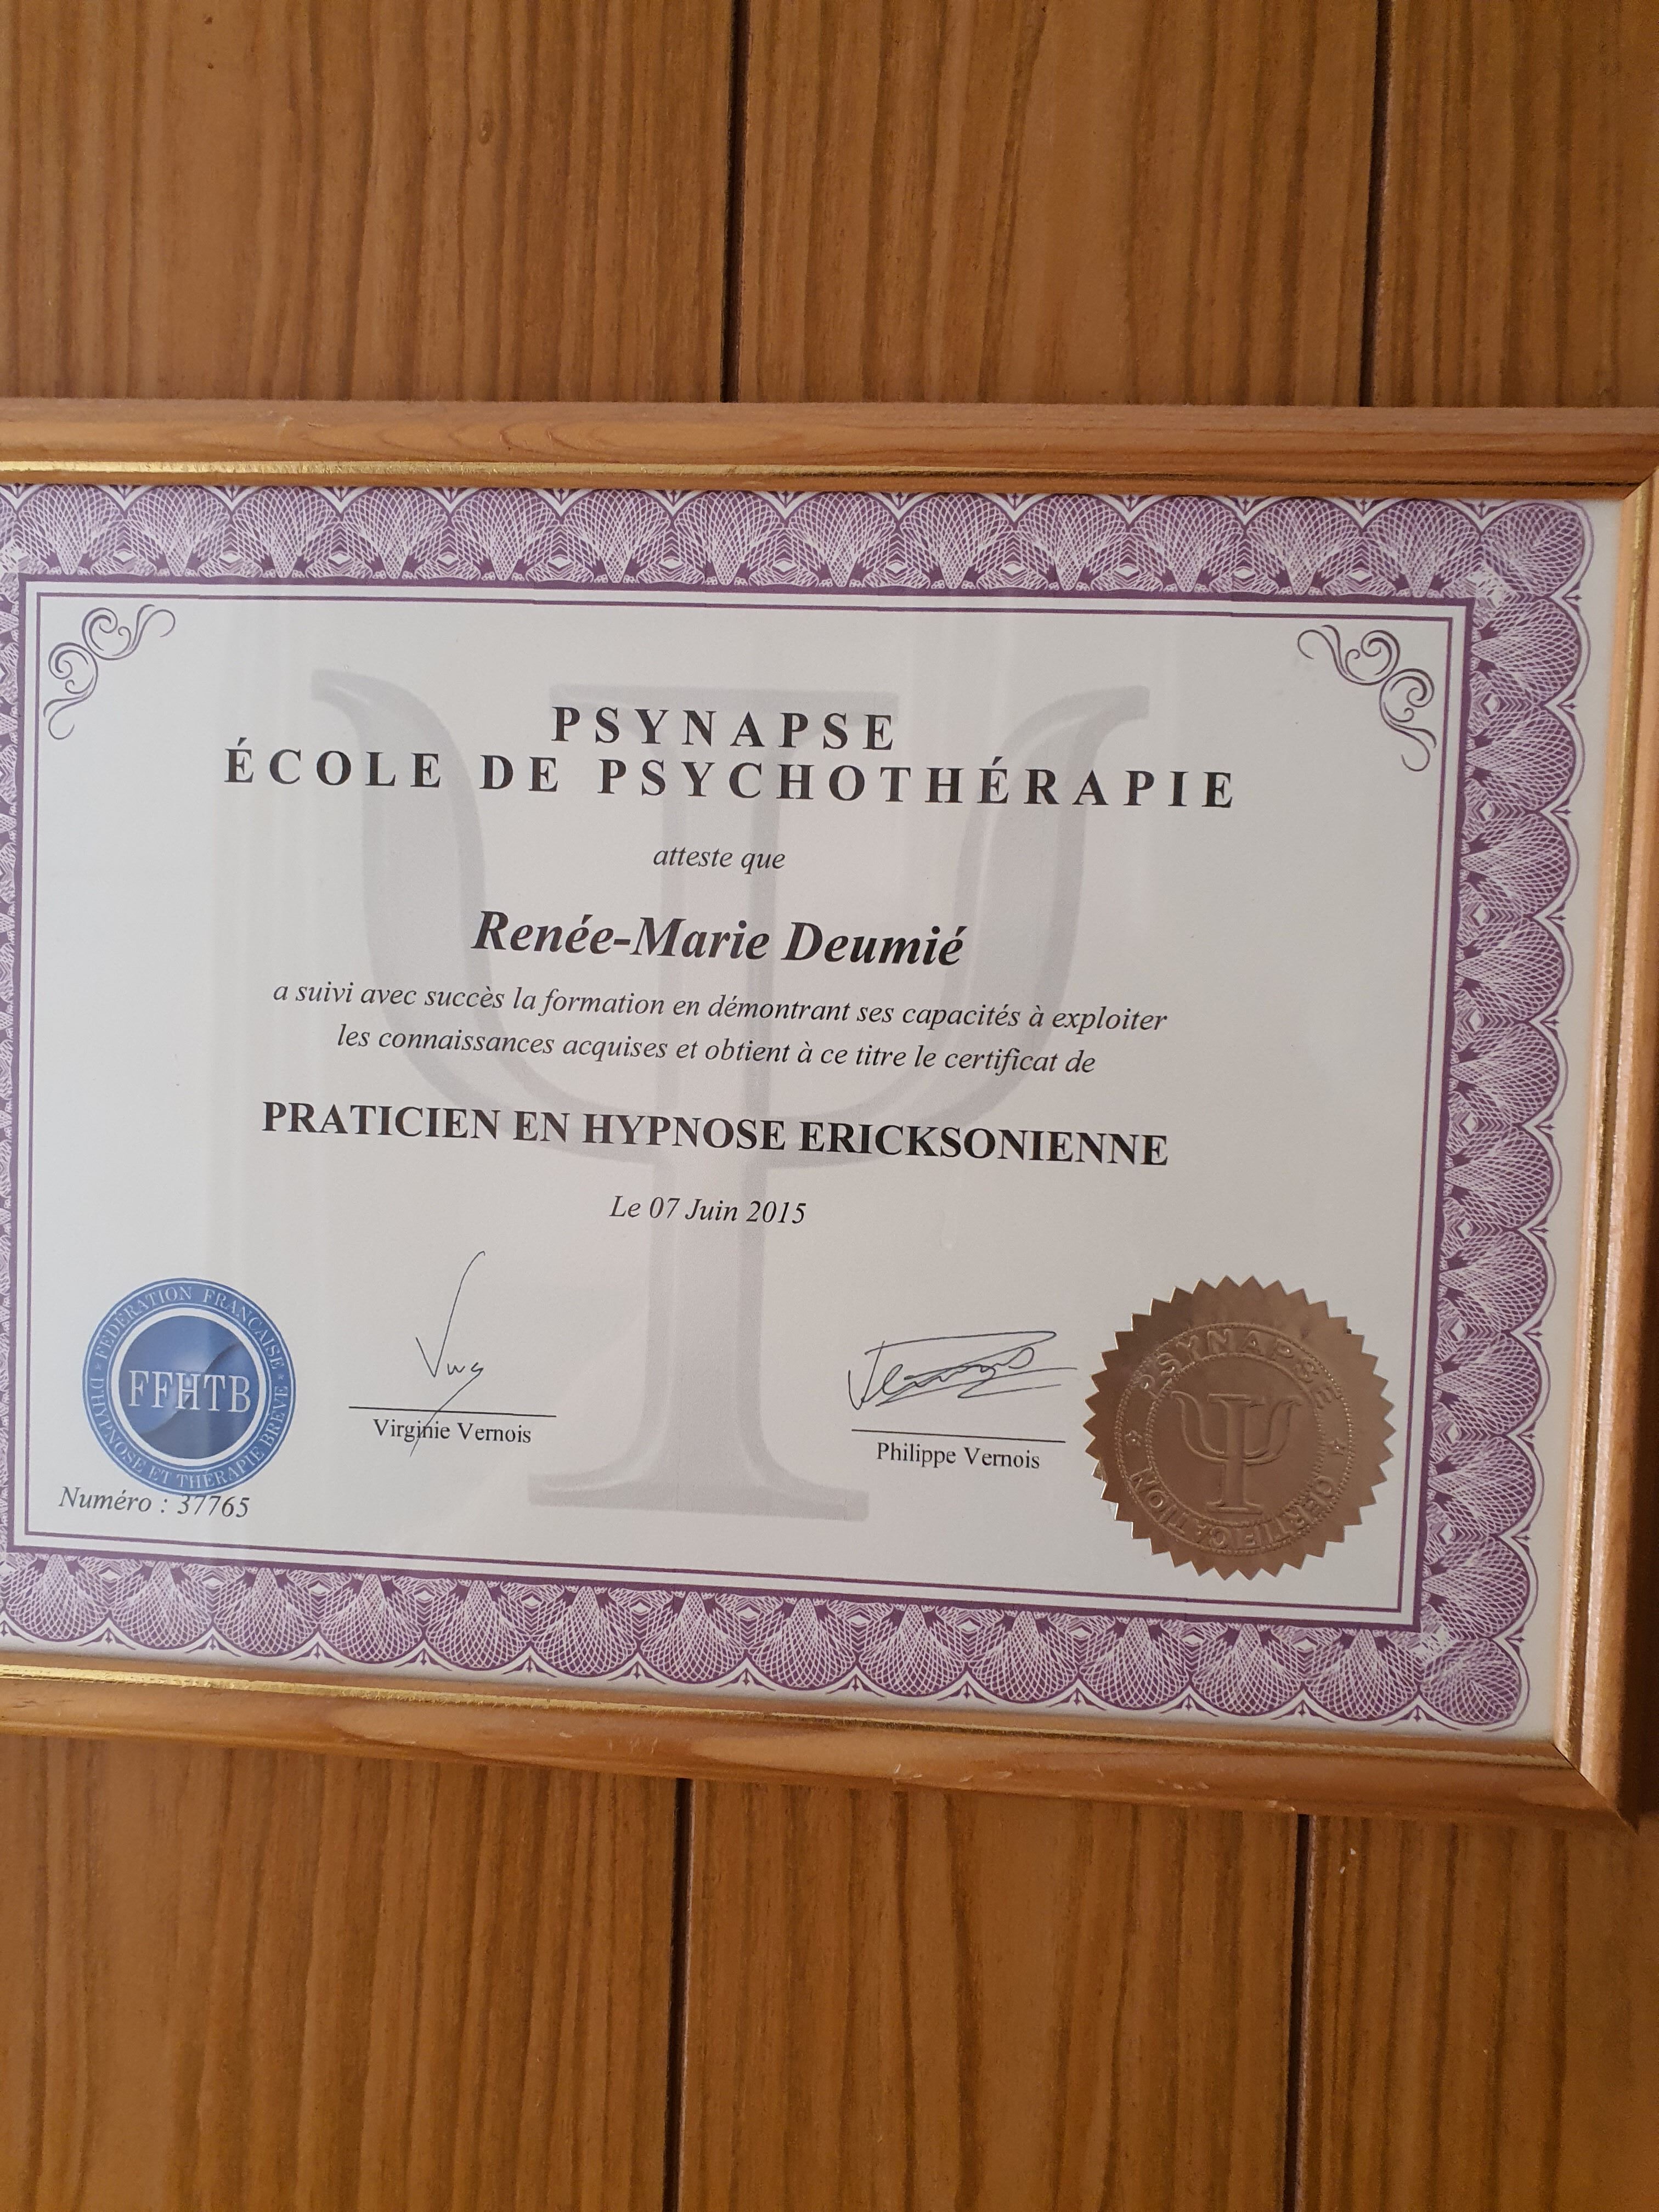 PSYNAPSE
ÉCOLE DE PSYCHOTHÉRAPIE
atteste que
Renée-Marie Deumié
a suivi avec succès la formation en démontrant ses capacités à exploiter
les connaissances acquises et obtient à ce titre le certificat de
PRATICIEN EN HYPNOSE ERICKSONIENNE
Le 07 Juin 2015
FÉDÉRATION FRANÇAISE
FFHTB
D'HYPNOSE ET THÉRAPIE BRÈVE
Numéro : 37765
Virginie Vernois
Philippe Vernois
PSYNAPSE
Ψ
CERTIFICATION